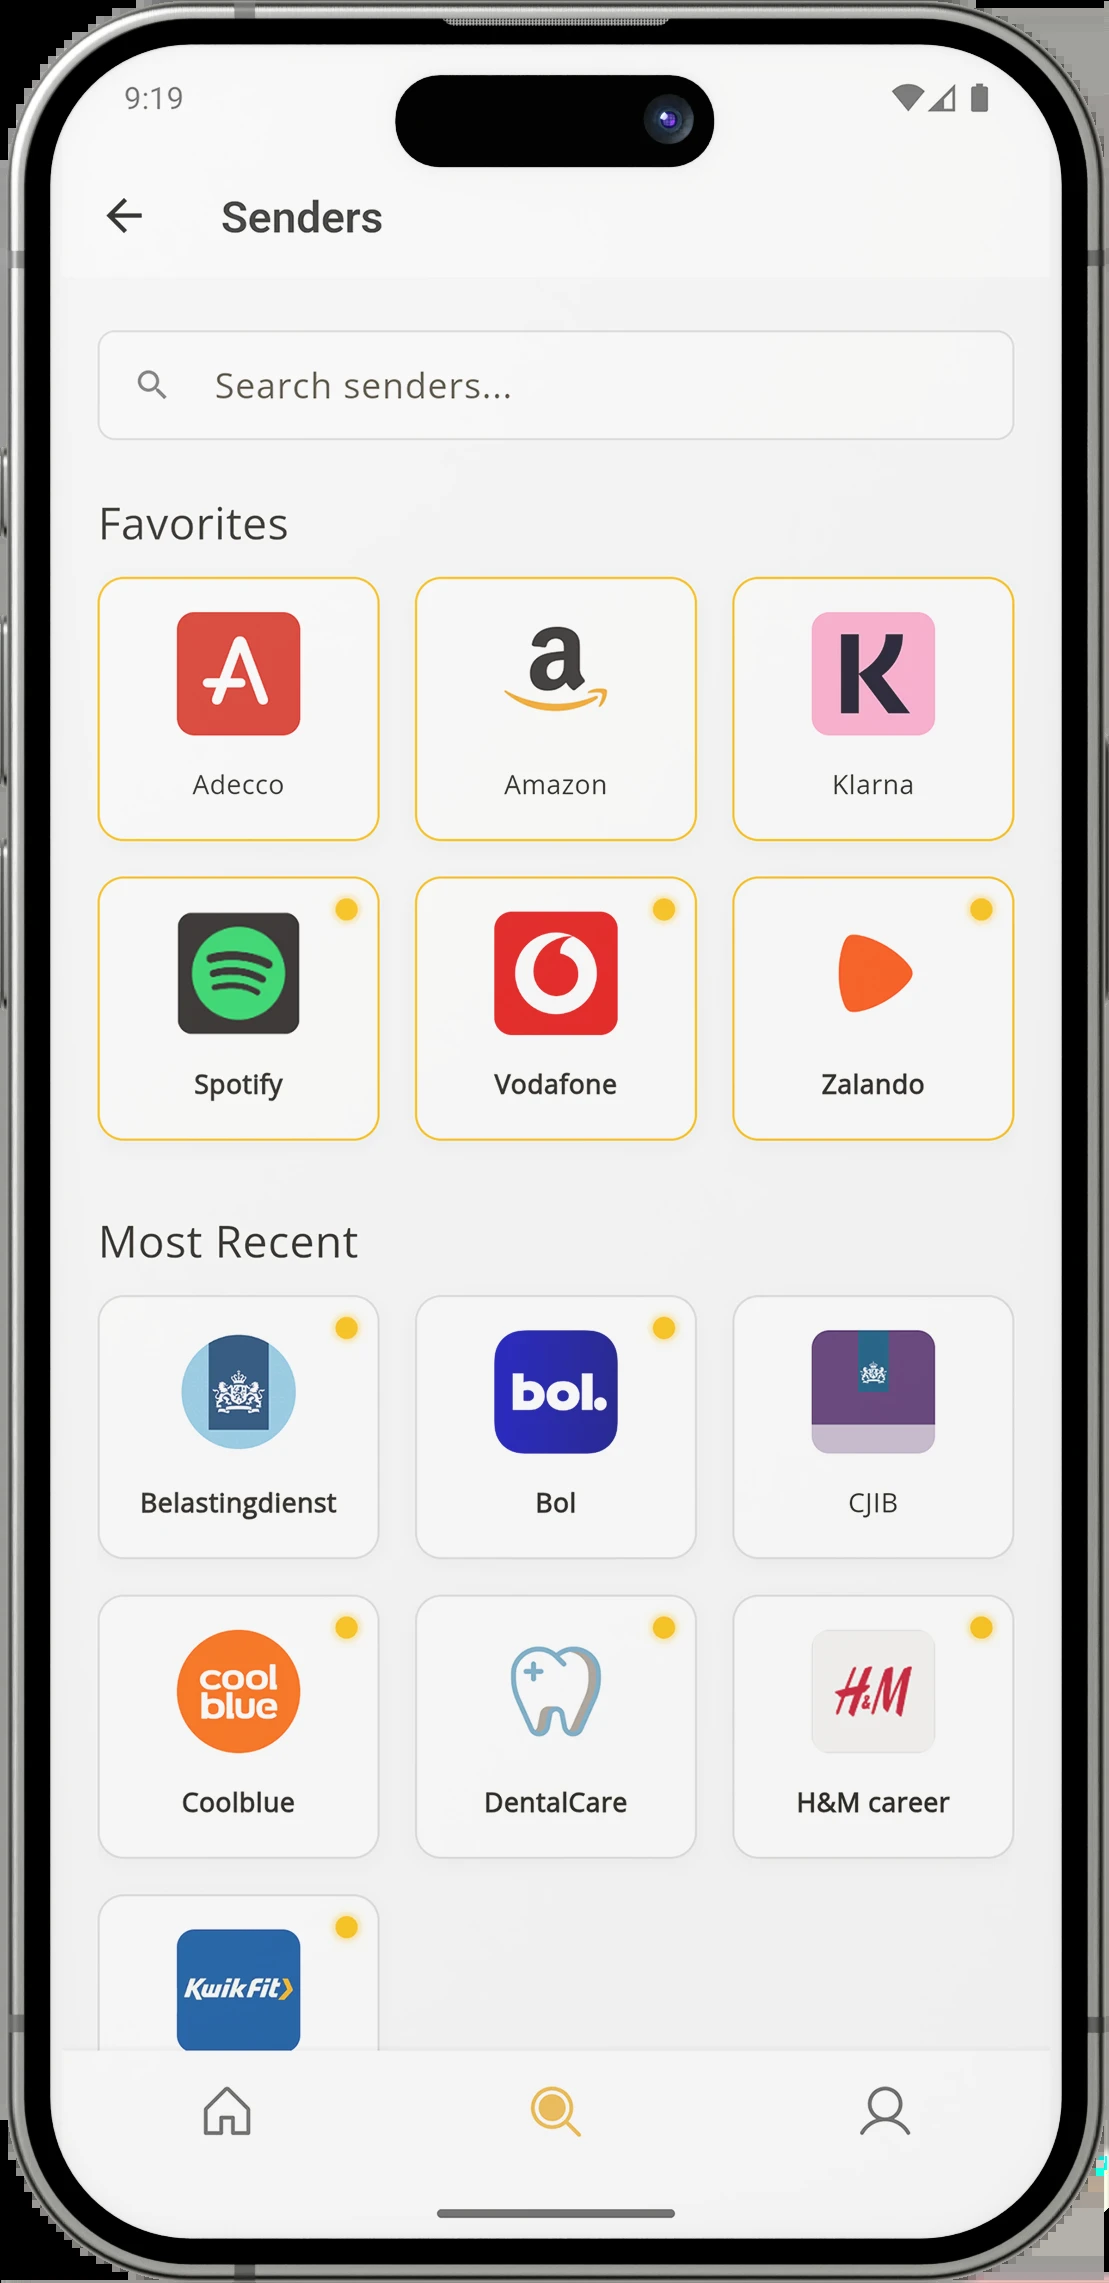 9:19
Senders
Search senders...
Favorites
Adecco
a
Amazon
K
Klarna
Spotify
Vodafone
Zalando
Most Recent
Belastingdienst
bol.
Bol
CJIB
cool
blue
Coolblue
DentalCare
H&M
H&M career
KwikFit